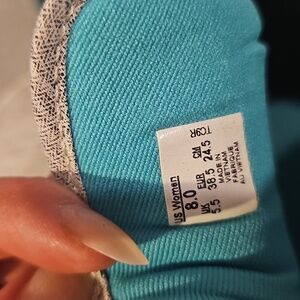 US Women
8.0
UK EUR CM
5.5 38.5 24.5
TC9R
MADE IN
VIETNAM
FABRIQUE
AU VIETNAM